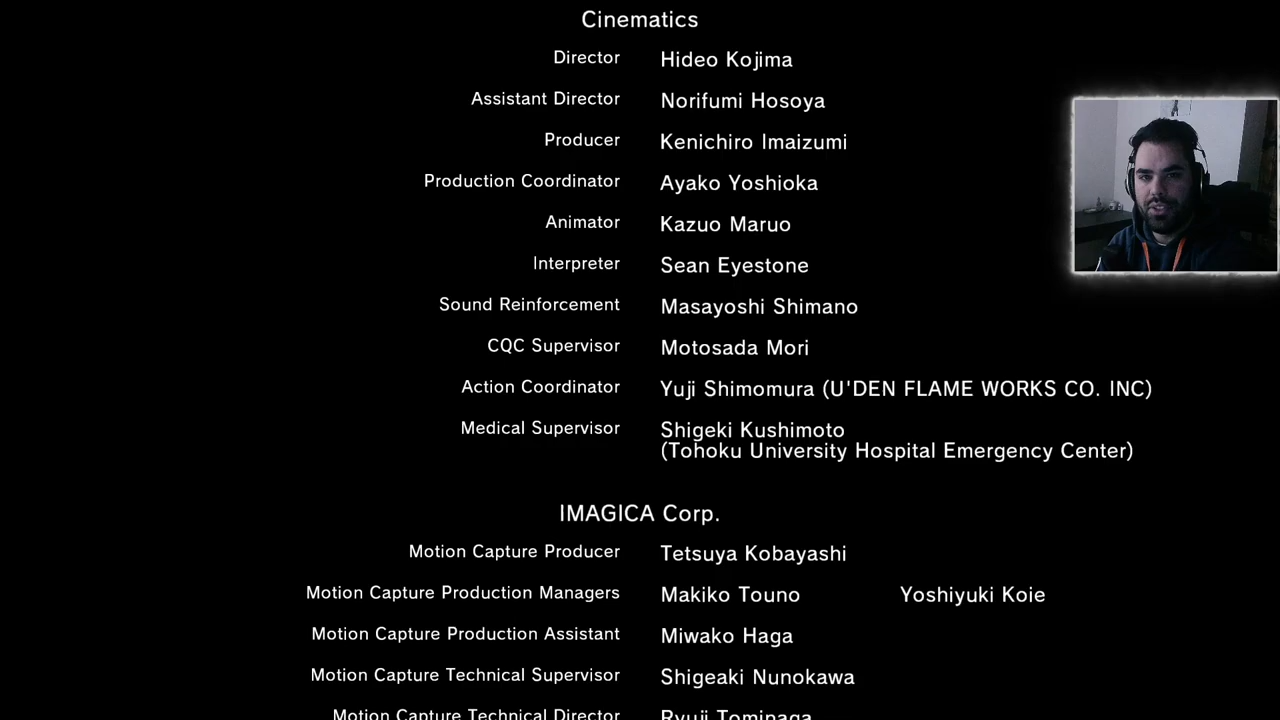 Cinematics
Director Hideo Kojima
Assistant Director Norifumi Hosoya
Producer Kenichiro Imaizumi
Production Coordinator Ayako Yoshioka
Animator Kazuo Maruo
Interpreter Sean Eyestone
Sound Reinforcement Masayoshi Shimano
CQC Supervisor Motosada Mori
Action Coordinator Yuji Shimomura (U'DEN FLAME WORKS CO. INC)
Medical Supervisor Shigeki Kushimoto
(Tohoku University Hospital Emergency Center)
IMAGICA Corp.
Motion Capture Producer Tetsuya Kobayashi
Motion Capture Production Managers Makiko Touno Yoshiyuki Koie
Motion Capture Production Assistant Miwako Haga
Motion Capture Technical Supervisor Shigeaki Nunokawa
Motion Capture Technical Director Ryuji Tominaga